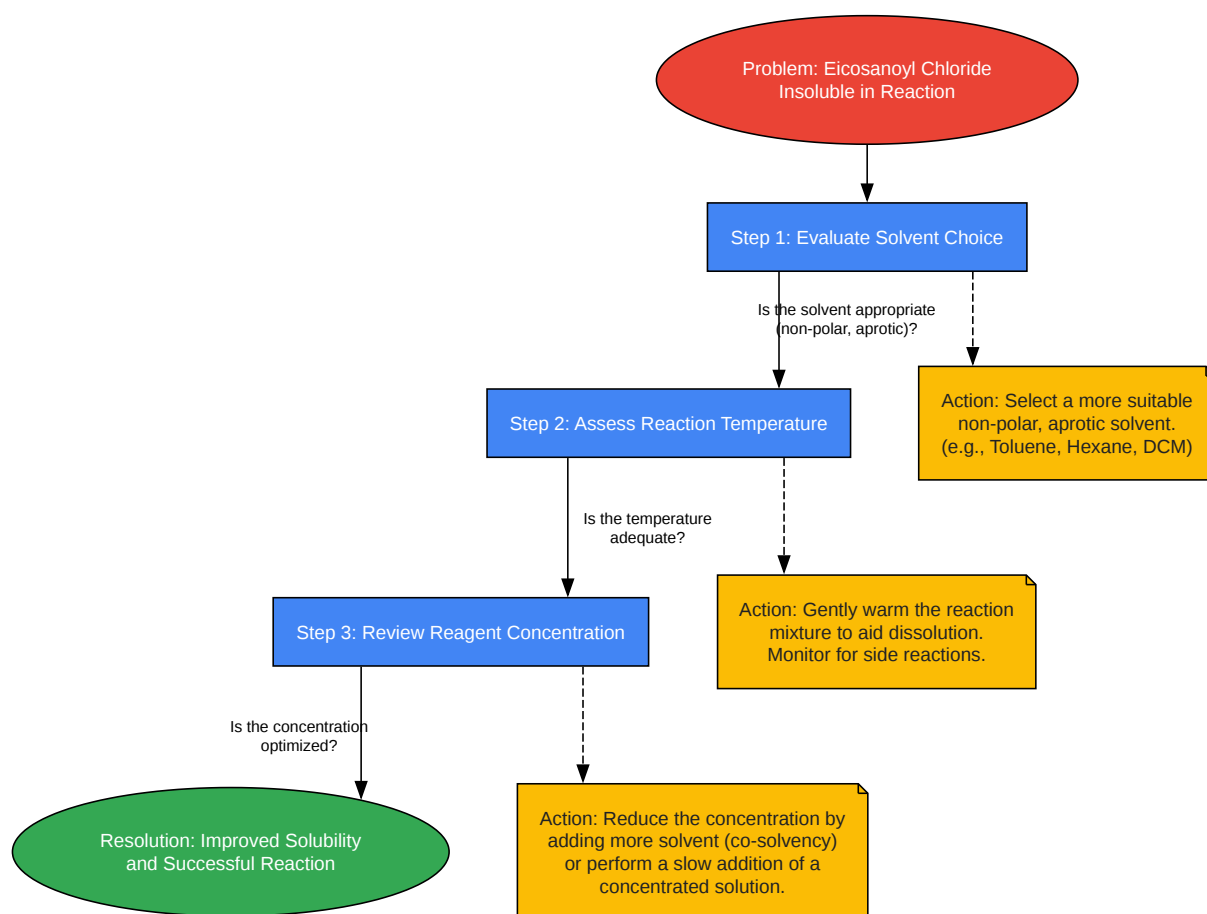 Problem: Eicosanoyl Chloride
Insoluble in Reaction
Step 1: Evaluate Solvent Choice
Is the solvent appropriate
(non-polar, aprotic)?
Action: Select a more suitable
non-polar, aprotic solvent.
(e.g., Toluene, Hexane, DCM)
Step 2: Assess Reaction Temperature
Is the temperature
adequate?
Action: Gently warm the reaction
mixture to aid dissolution.
Monitor for side reactions.
Step 3: Review Reagent Concentration
Is the concentration
optimized?
Action: Reduce the concentration by
adding more solvent (co-solvency)
or perform a slow addition of a
concentrated solution.
Resolution: Improved Solubility
and Successful Reaction